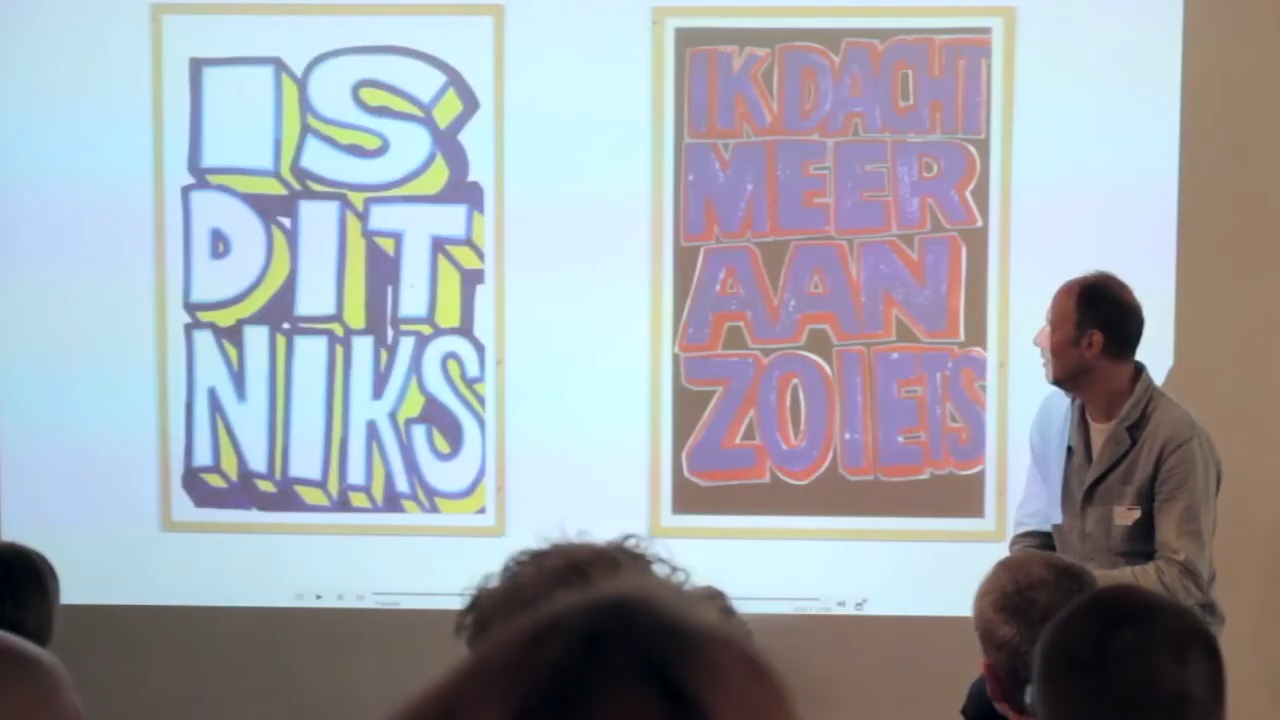 IS
DIT
NIKS
IK DACHT
MEER
AAN
ZOIETS